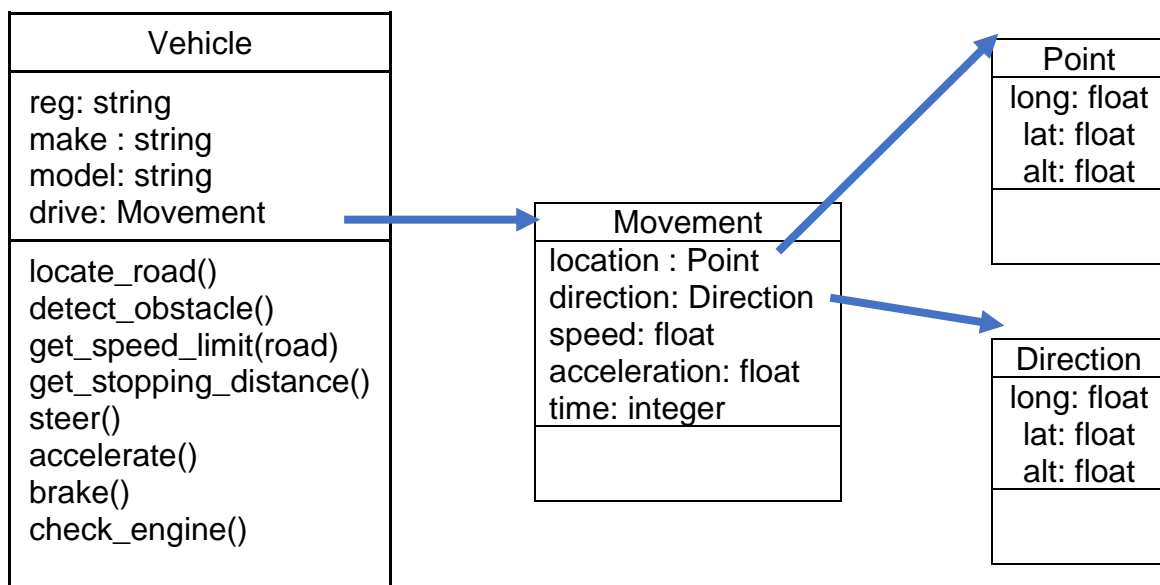 Vehicle
reg: string
make : string
model: string
drive: Movement
locate_road()
detect_obstacle()
get_speed_limit(road)
get_stopping_distance()
steer()
accelerate()
brake()
check_engine()
Movement
location : Point
direction: Direction
speed: float
acceleration: float
time: integer
Point
long: float
lat: float
alt: float
Direction
long: float
lat: float
alt: float